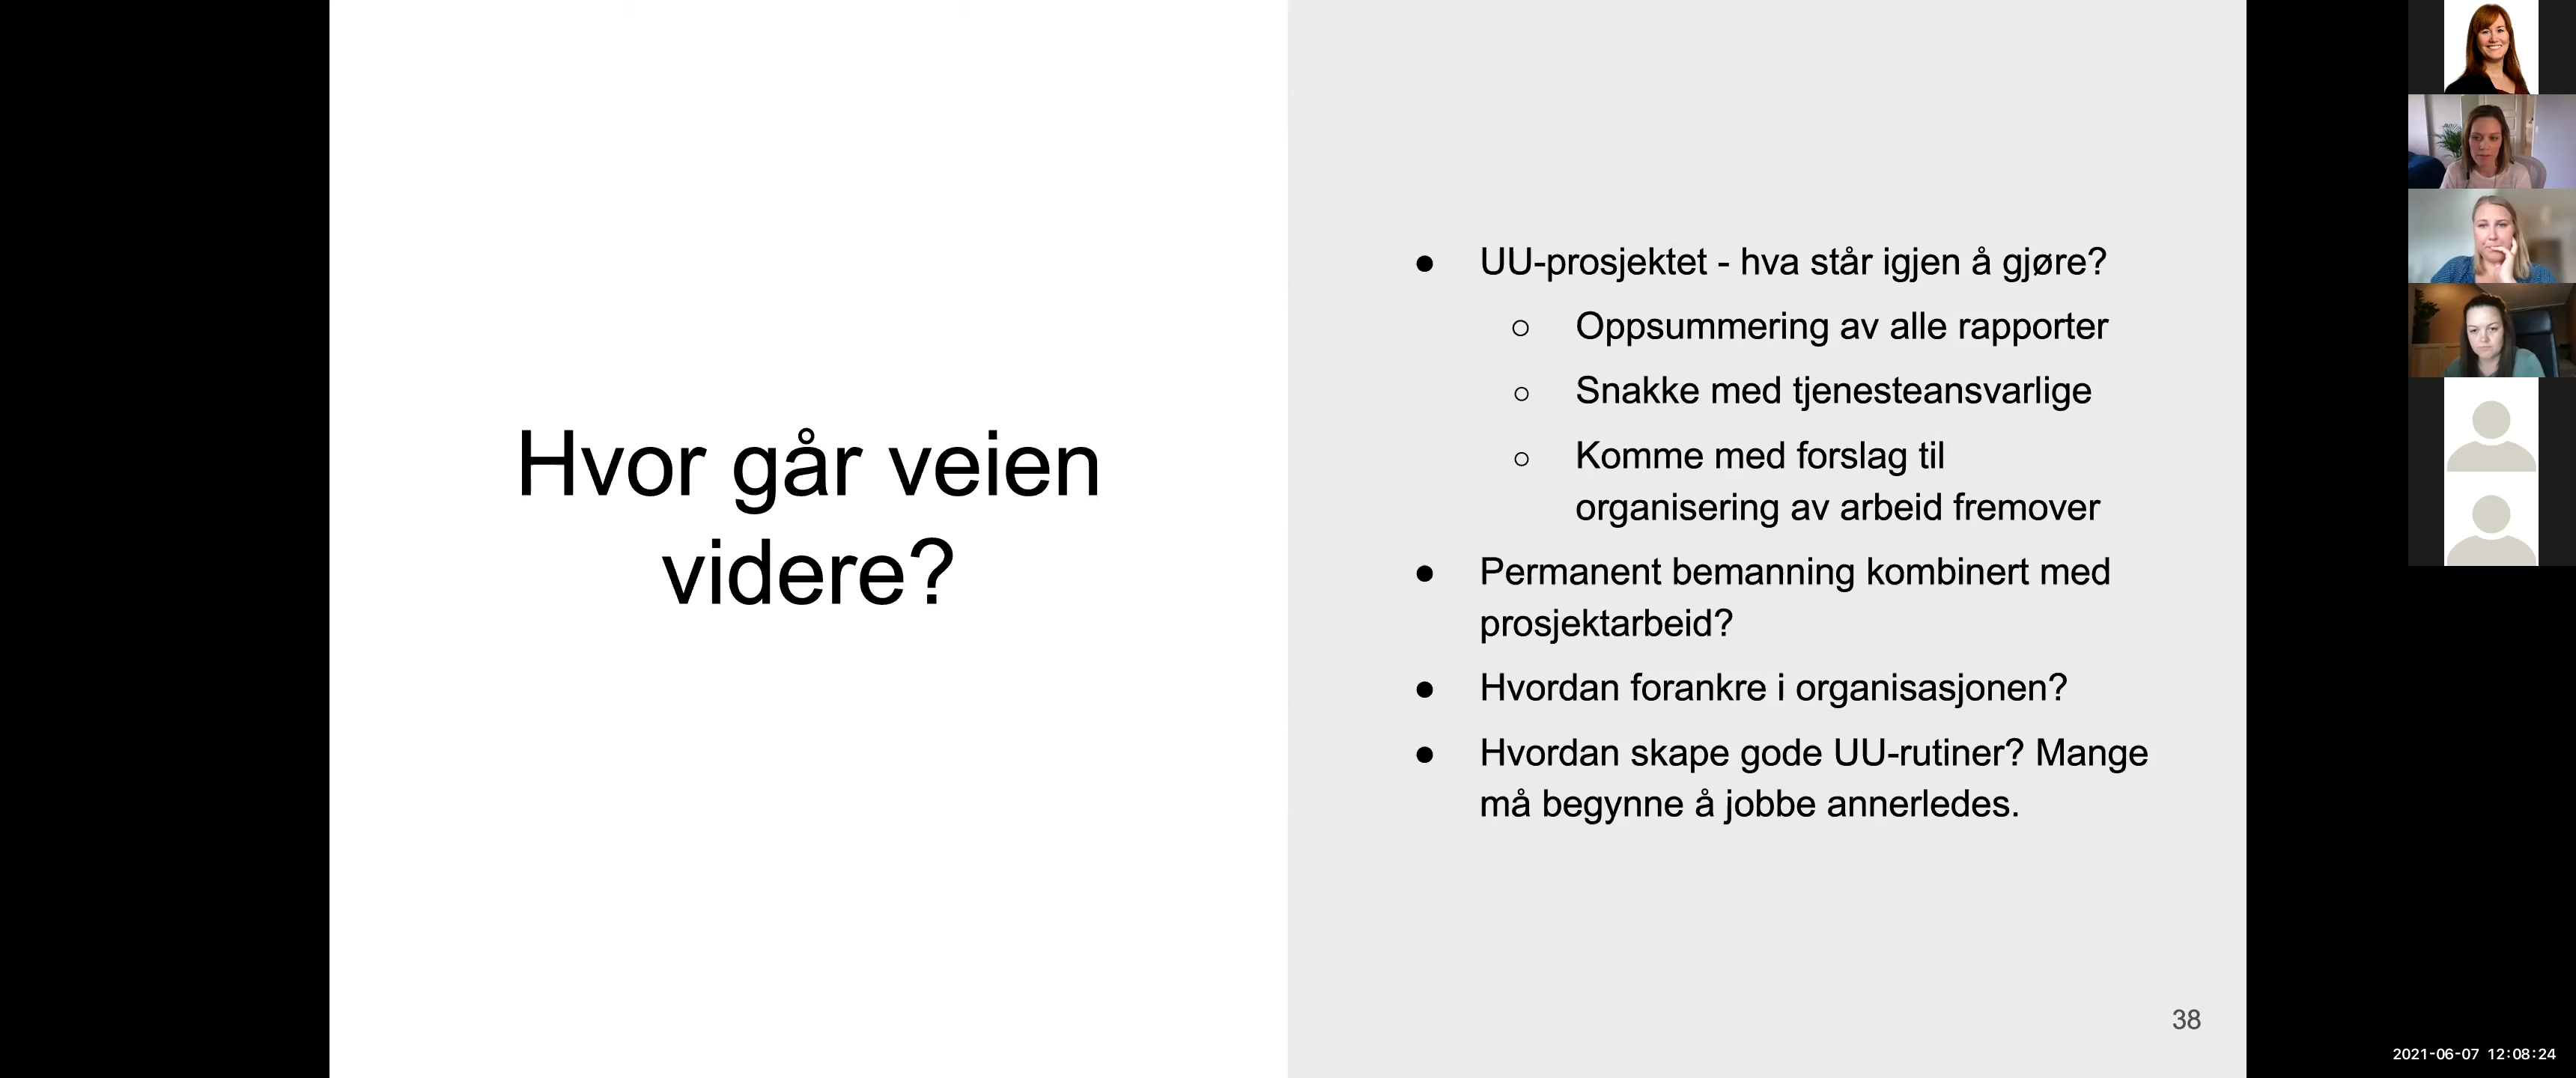 Hvor går veien
videre?
● UU-prosjektet - hva står igjen å gjøre?
○ Oppsummering av alle rapporter
○ Snakke med tjenesteansvarlige
○ Komme med forslag til
organisering av arbeid fremover
● Permanent bemanning kombinert med
prosjektarbeid?
● Hvordan forankre i organisasjonen?
● Hvordan skape gode UU-rutiner? Mange
må begynne å jobbe annerledes.
38
2021-06-07 12:08:24